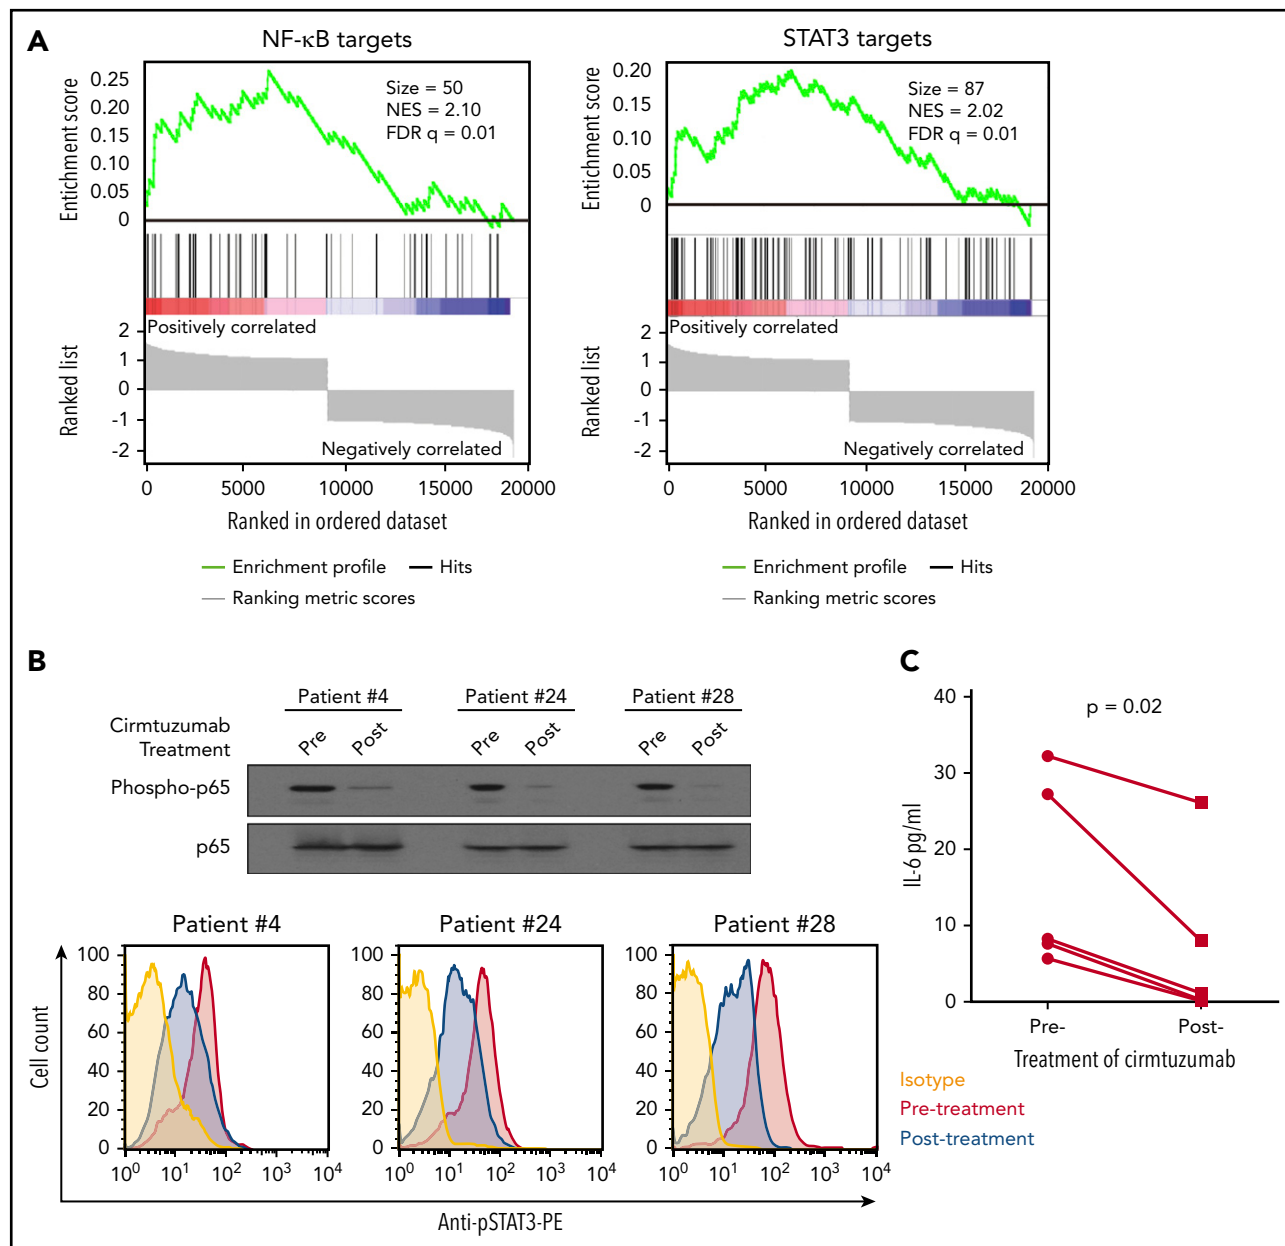 A
NF-κB targets
Entichment score
0.25
0.20
0.15
0.10
0.05
0
Size = 50
NES = 2.10
FDR q = 0.01
Positively correlated
Ranked list
2
1
0
-1
-2
Negatively correlated
0 5000 10000 15000 20000
Ranked in ordered dataset
Enrichment profile Hits
Ranking metric scores
STAT3 targets
Entichment score
0.20
0.15
0.10
0.05
0
Size = 87
NES = 2.02
FDR q = 0.01
Positively correlated
Ranked list
2
1
0
-1
-2
Negatively correlated
0 5000 10000 15000 20000
Ranked in ordered dataset
Enrichment profile Hits
Ranking metric scores
B
Patient #4 Patient #24 Patient #28
Cirmtuzumab
Treatment
Pre Post Pre Post Pre Post
Phospho-p65
p65
Patient #4 Patient #24 Patient #28
Cell count
100 100 100
80 80 80
60 60 60
40 40 40
20 20 20
0 0 0
10⁰ 10¹ 10² 10³ 10⁴ 10⁰ 10¹ 10² 10³ 10⁴ 10⁰ 10¹ 10² 10³ 10⁴
Anti-pSTAT3-PE
C
p = 0.02
IL-6 pg/ml
40
30
20
10
0
Pre- Post-
Treatment of cirmtuzumab
Isotype
Pre-treatment
Post-treatment